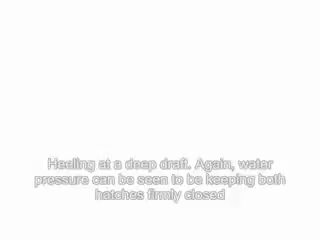 Heeling at a deep draft. Again, water
pressure can be seen to be keeping both
hatches firmly closed